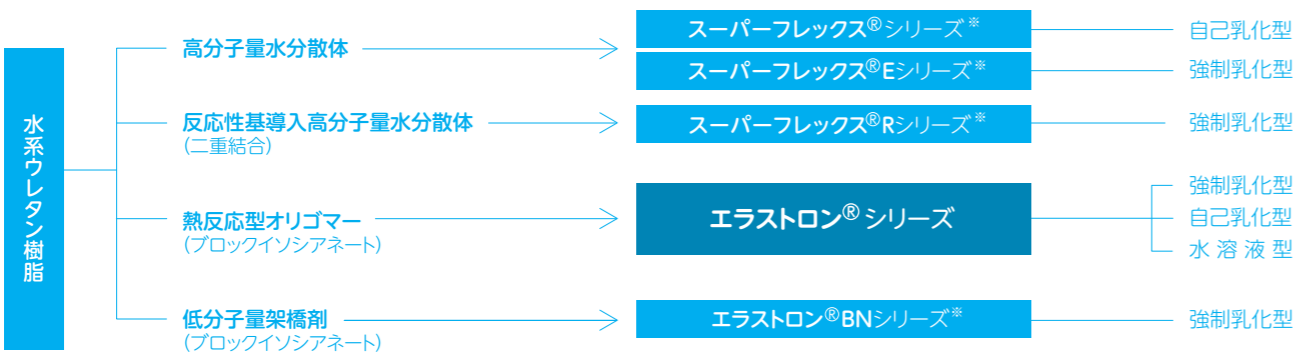 水系ウレタン樹脂
高分子量水分散体
スーパーフレックス®シリーズ※
自己乳化型
スーパーフレックス®Eシリーズ※
強制乳化型
反応性基導入高分子量水分散体
(二重結合)
スーパーフレックス®Rシリーズ※
強制乳化型
熱反応型オリゴマー
(ブロックイソシアネート)
エラストロン®シリーズ
強制乳化型
自己乳化型
水溶液型
低分子量架橋剤
(ブロックイソシアネート)
エラストロン®BNシリーズ※
強制乳化型